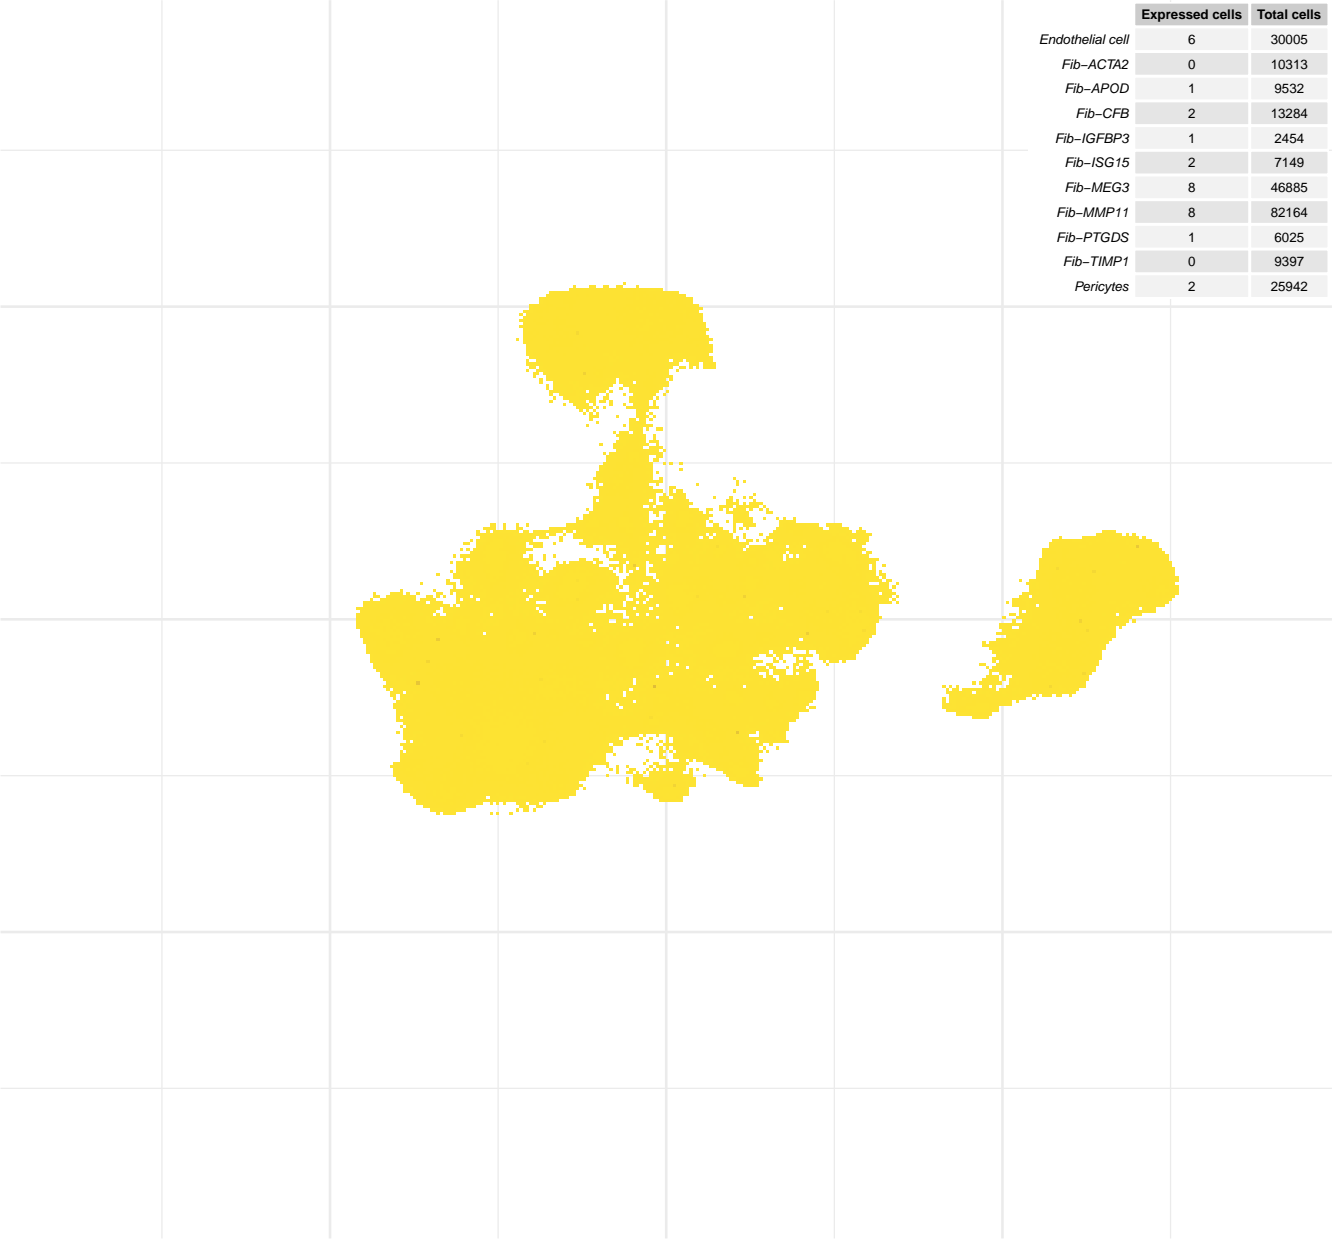 Expressed cells Total cells
Endothelial cell 6 30005
Fib−ACTA2 0 10313
Fib−APOD 1 9532
Fib−CFB 2 13284
Fib−IGFBP3 1 2454
Fib−ISG15 2 7149
Fib−MEG3 8 46885
Fib−MMP11 8 82164
Fib−PTGDS 1 6025
Fib−TIMP1 0 9397
Pericytes 2 25942